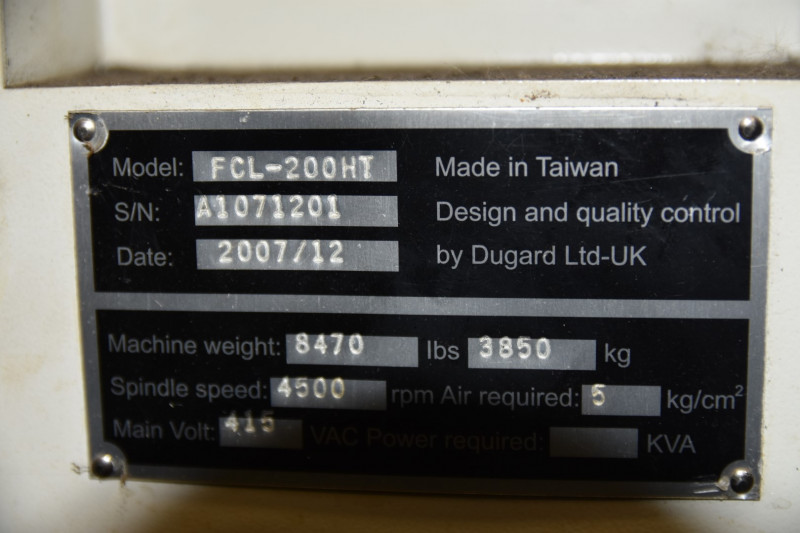 Model: FCL-200HT Made in Taiwan
S/N: A1071201 Design and quality control
Date: 2007/12 by Dugard Ltd-UK
Machine weight: 8470 lbs 3850 kg
Spindle speed: 4500 rpm Air required: 5 kg/cm²
Main Volt: 415 VAC Power required: KVA